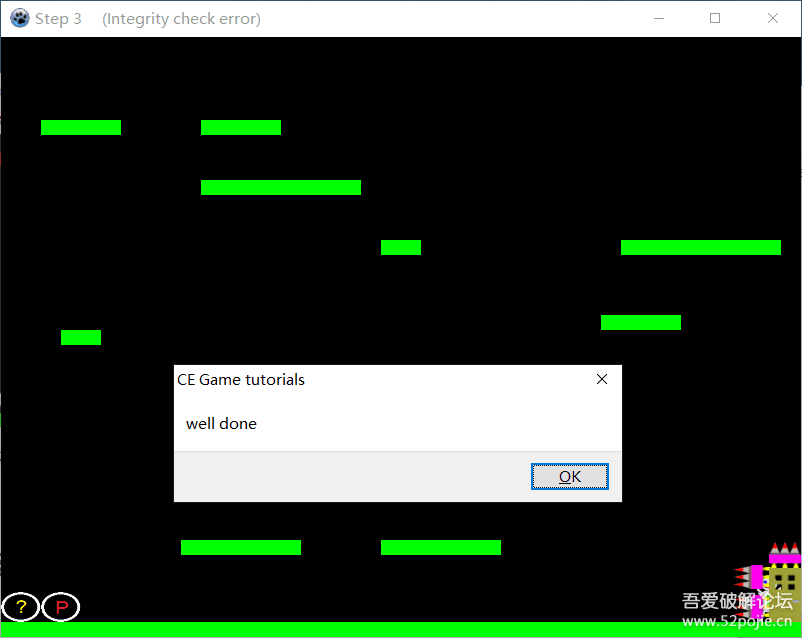 Step 3 (Integrity check error)
CE Game tutorials
well done
OK
? P
吾爱破解论坛
www.52pojie.cn